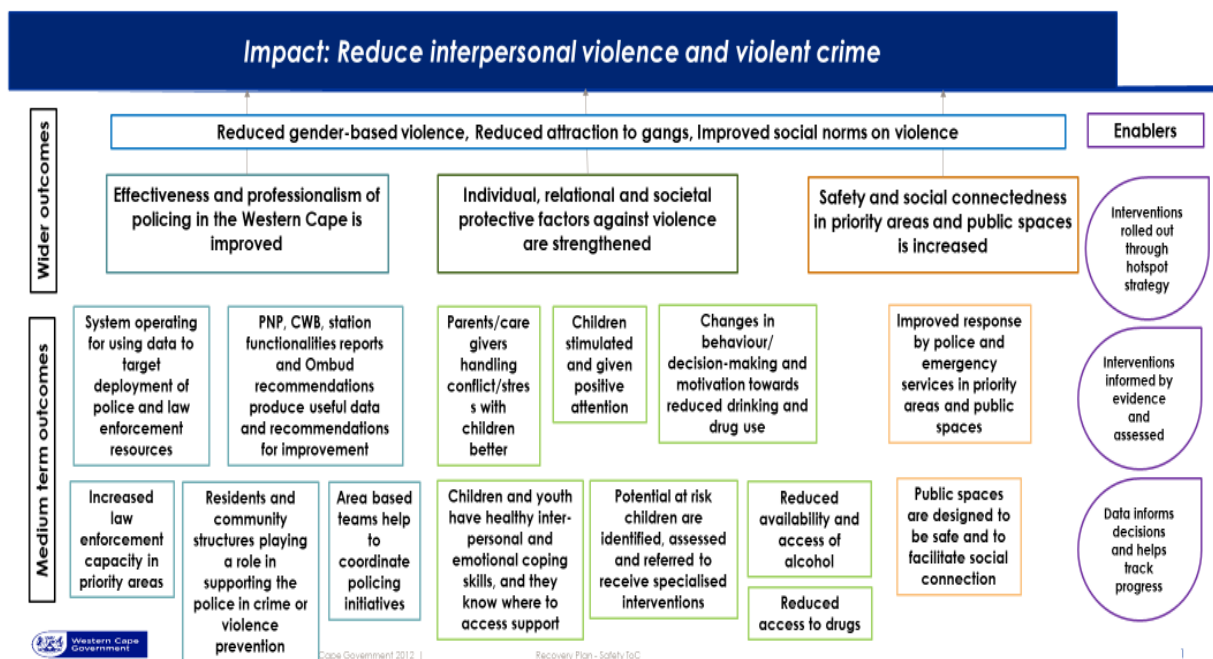 Impact: Reduce interpersonal violence and violent crime
Wider outcomes
Reduced gender-based violence, Reduced attraction to gangs, Improved social norms on violence
Enablers
Effectiveness and professionalism of
policing in the Western Cape is
improved
Individual, relational and societal
protective factors against violence
are strengthened
Safety and social connectedness
in priority areas and public spaces
is increased
Interventions
rolled out
through
hotspot
strategy
Medium term outcomes
System operating
for using data to
target
deployment of
police and law
enforcement
resources
PNP, CWB, station
functionalities reports
and Ombud
recommendations
produce useful data
and recommendations
for improvement
Parents/care
givers
handling
conflict/stres
s with
children
better
Children
stimulated
and given
positive
attention
Changes in
behaviour/
decision-making and
motivation towards
reduced drinking and
drug use
Improved response
by police and
emergency
services in priority
areas and public
spaces
Interventions
informed by
evidence
and
assessed
Increased
law
enforcement
capacity in
priority areas
Residents and
community
structures playing
a role in
supporting the
police in crime or
violence
prevention
Area based
teams help
to
coordinate
policing
initiatives
Children and youth
have healthy inter-
personal and
emotional coping
skills, and they
know where to
access support
Potential at risk
children are
identified, assessed
and referred to
receive specialised
interventions
Reduced
availability and
access of
alcohol
Reduced
access to drugs
Public spaces
are designed to
be safe and to
facilitate social
connection
Data informs
decisions
and helps
track
progress
Western Cape
Government
Cape Government 2012 |
Recovery Plan - Safety ToC
1